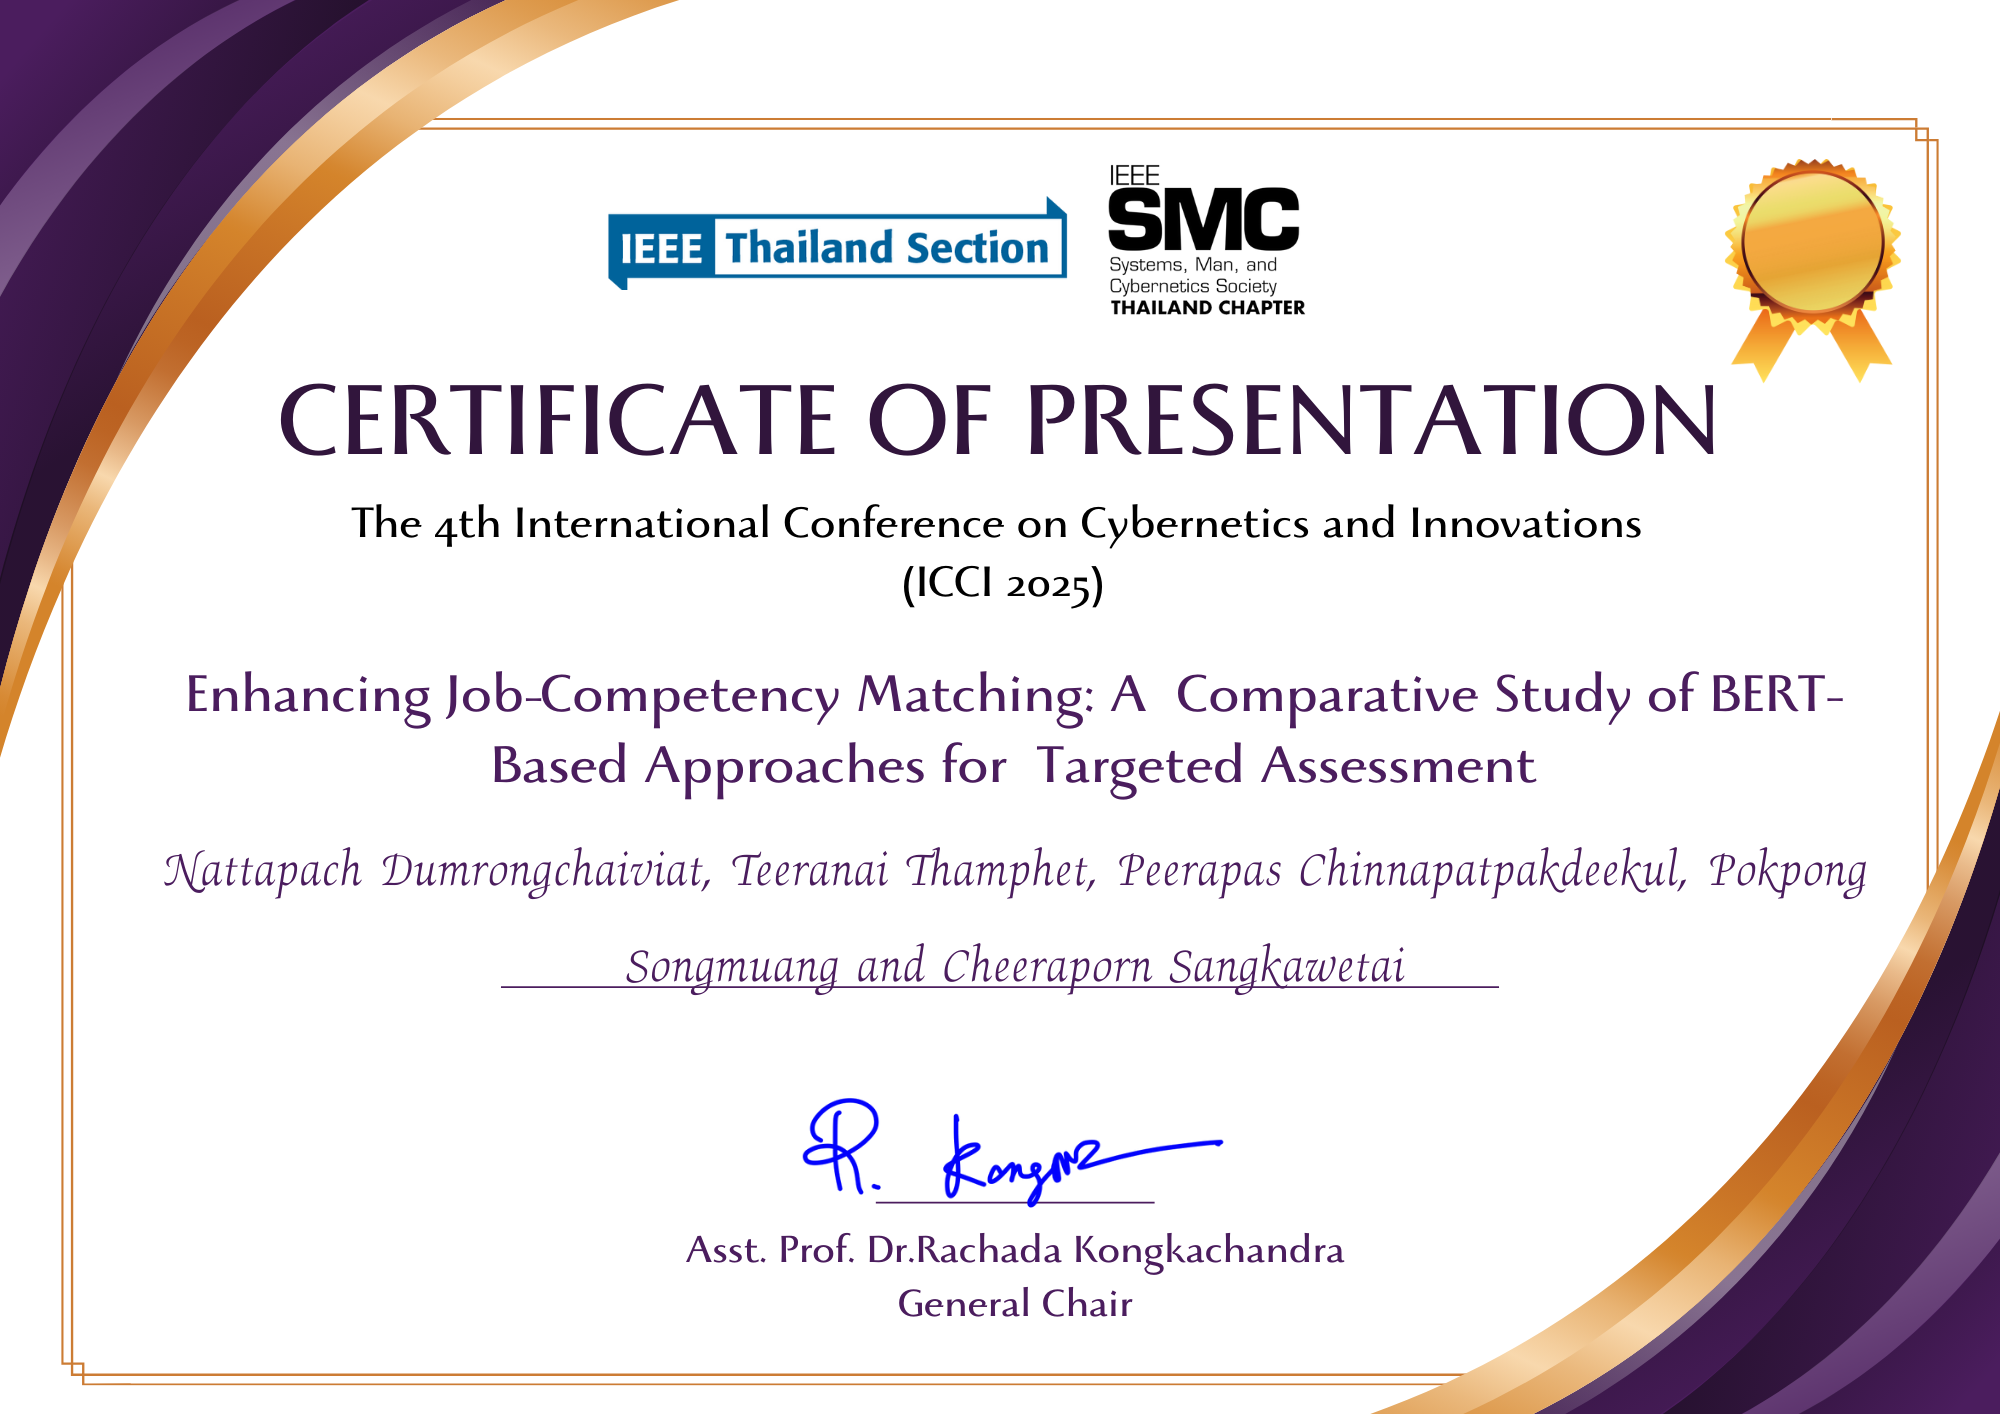 IEEE Thailand Section
IEEE
SMC
Systems, Man, and
Cybernetics Society
THAILAND CHAPTER
CERTIFICATE OF PRESENTATION
The 4th International Conference on Cybernetics and Innovations
(ICCI 2025)
Enhancing Job-Competency Matching: A Comparative Study of BERT-
Based Approaches for Targeted Assessment
Nattapach Dumrongchaiviat, Teeranai Thamphet, Peerapas Chinnapatpakdeekul, Pokpong
Songmuang and Cheeraporn Sangkawetai
Asst. Prof. Dr.Rachada Kongkachandra
General Chair